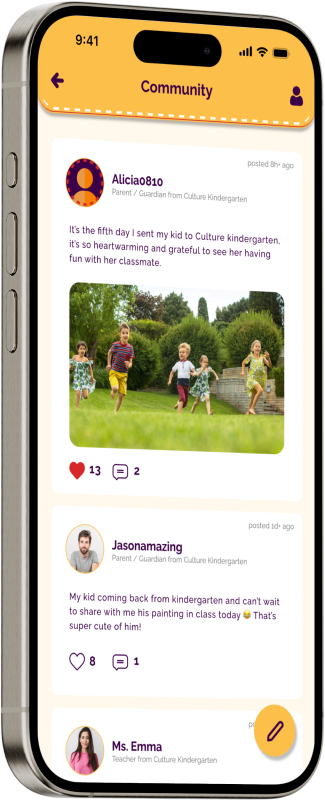 9:41
Community
posted 8h+ ago
Alicia0810
Parent / Guardian from Culture Kindergarten
It's the fifth day I sent my kid to Culture kindergarten,
it's so heartwarming and grateful to see her having
fun with her classmate.
13 2
posted 1d+ ago
Jasonamazing
Parent / Guardian from Culture Kindergarten
My kid coming back from kindergarten and can't wait
to share with me his painting in class today 😂 That's
super cute of him!
8 1
Ms. Emma
Teacher from Culture Kindergarten